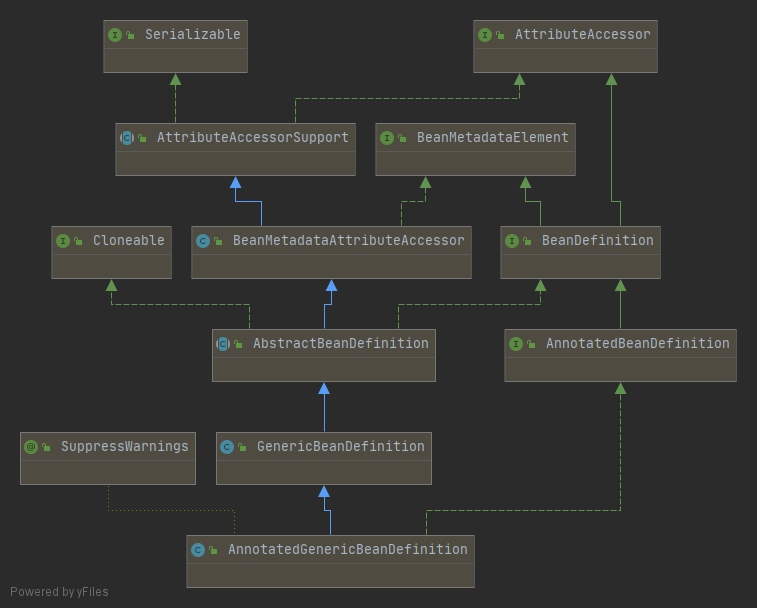 Serializable
AttributeAccessor
AttributeAccessorSupport
BeanMetadataElement
Cloneable
BeanMetadataAttributeAccessor
BeanDefinition
AbstractBeanDefinition
AnnotatedBeanDefinition
SuppressWarnings
GenericBeanDefinition
AnnotatedGenericBeanDefinition
Powered by yFiles